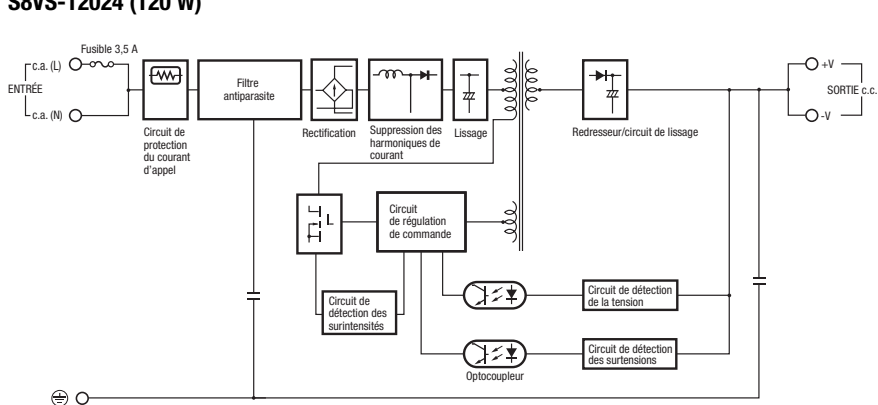 S8VS-12024 (120 W)
Fusible 3,5 A
c.a. (L)
ENTRÉE
c.a. (N)
Circuit de
protection
du courant
d'appel
Filtre
antiparasite
Rectification
Suppression des
harmoniques de
courant
Lissage
Redresseur/circuit de lissage
+V
SORTIE c.c.
-V
Circuit
de régulation
de commande
Circuit de
détection des
surintensités
Circuit de détection
de la tension
Circuit de détection
des surtensions
Optocoupleur